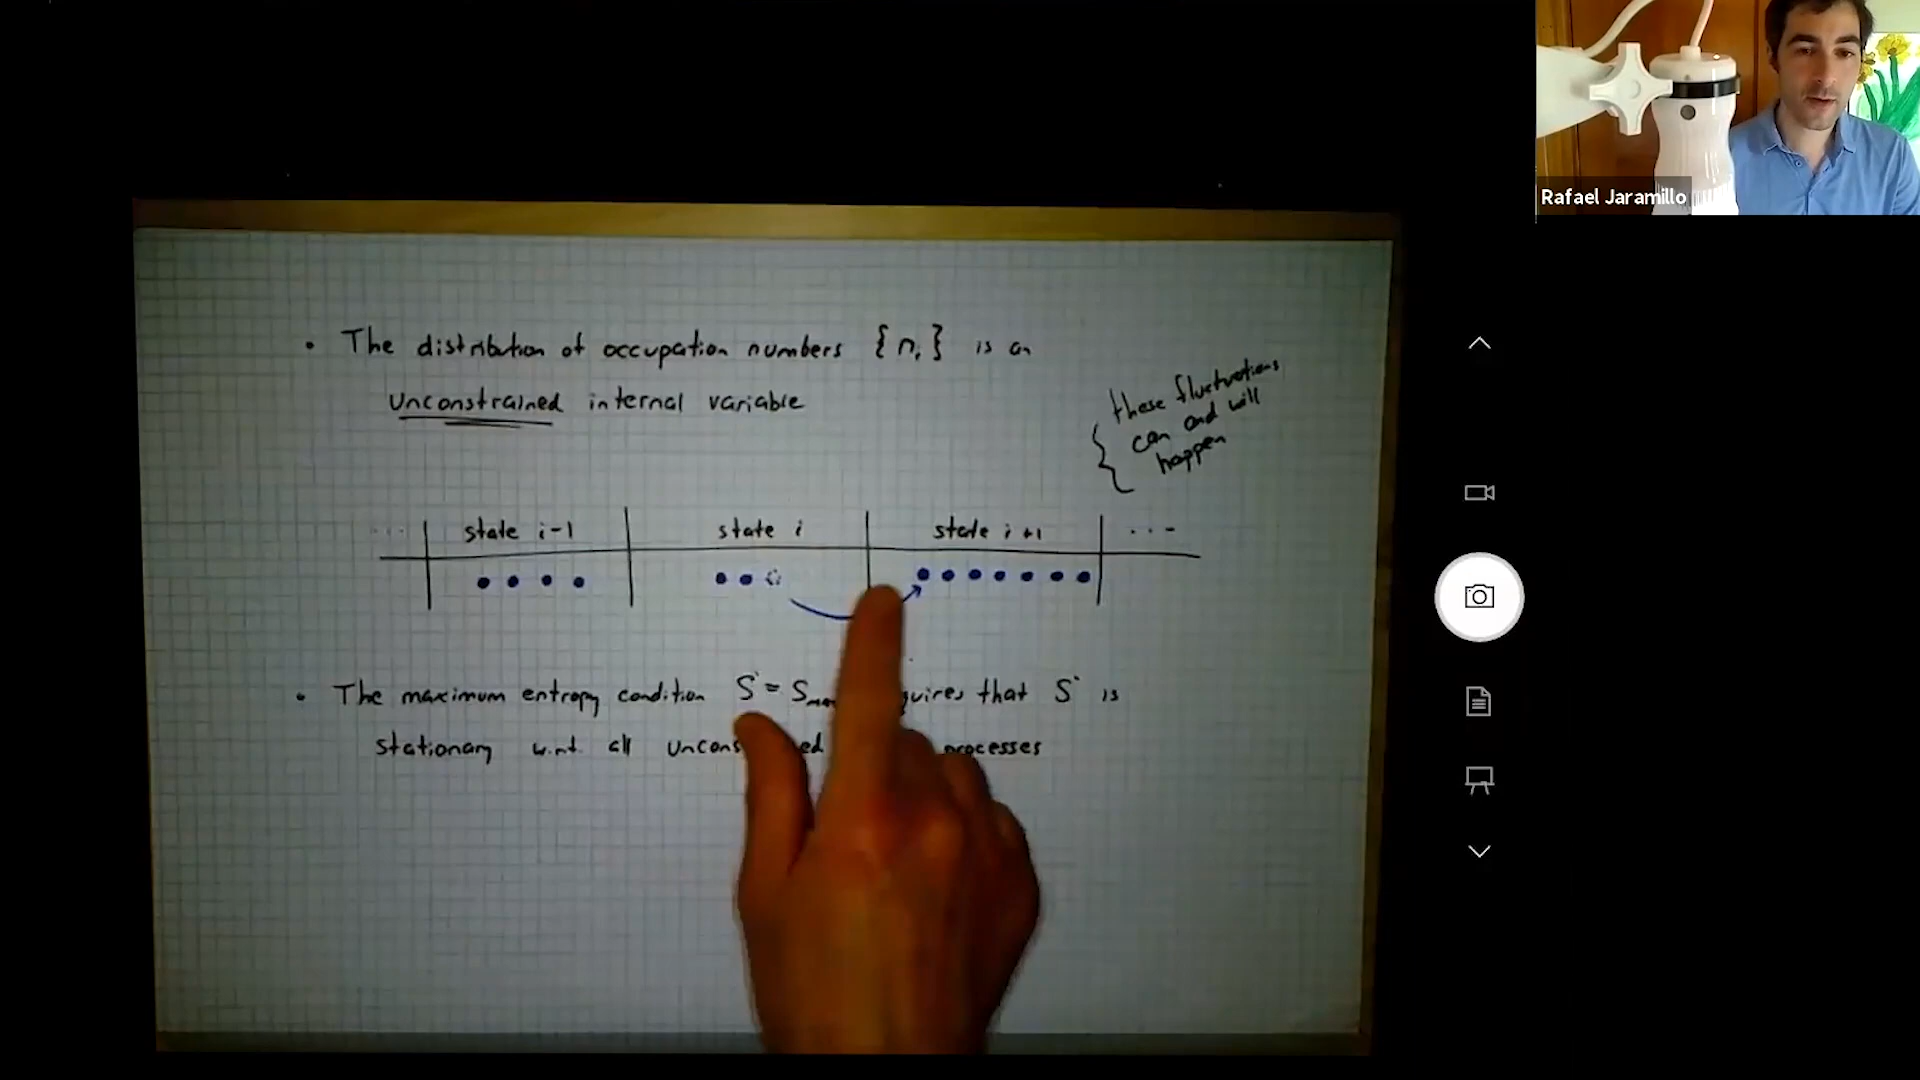 Rafael Jaramillo
• The distribution of occupation numbers {nᵢ} is an
unconstrained internal variable
these fluctuations
can and will
happen
... state i-1 state i state i+1 ...
• The maximum entropy condition S = Smax requires that S is
stationary w.r.t. all processes